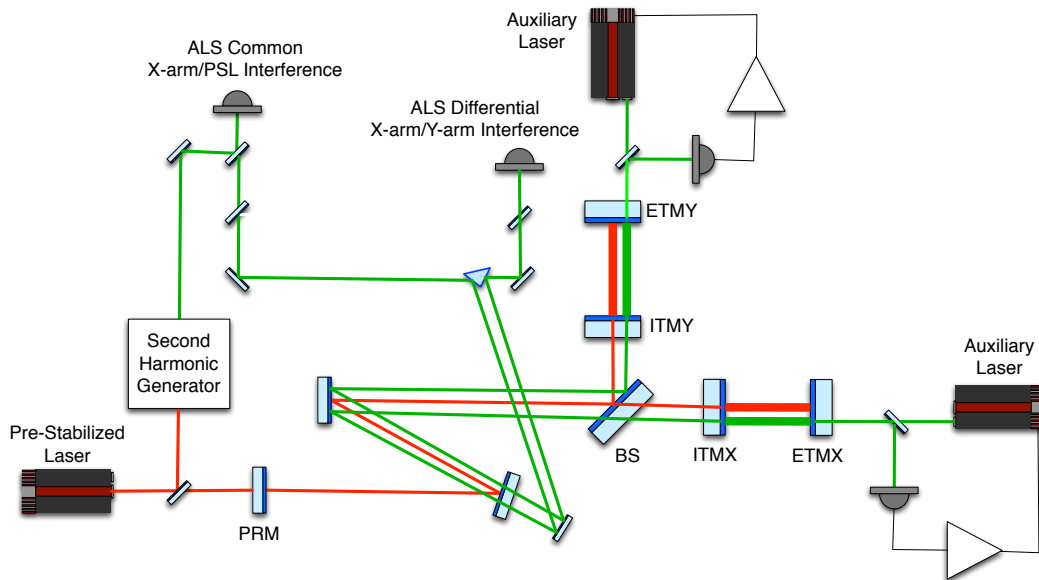 Auxiliary
Laser
ALS Common
X-arm/PSL Interference
ALS Differential
X-arm/Y-arm Interference
ETMY
ITMY
Second
Harmonic
Generator
Auxiliary
Laser
Pre-Stabilized
Laser
BS
ITMX
ETMX
PRM